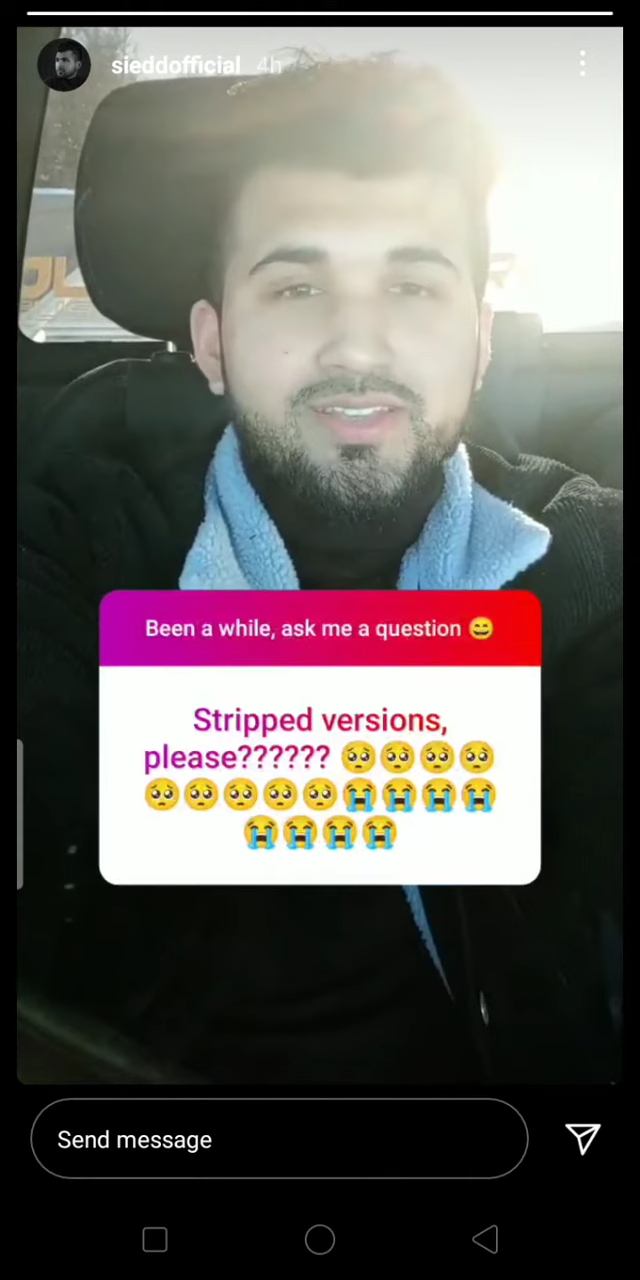 sieddofficial 4h
Been a while, ask me a question 😄
Stripped versions,
please?????? 🥺🥺🥺🥺
🥺🥺🥺🥺🥺😭😭😭😭
😭😭😭😭
Send message